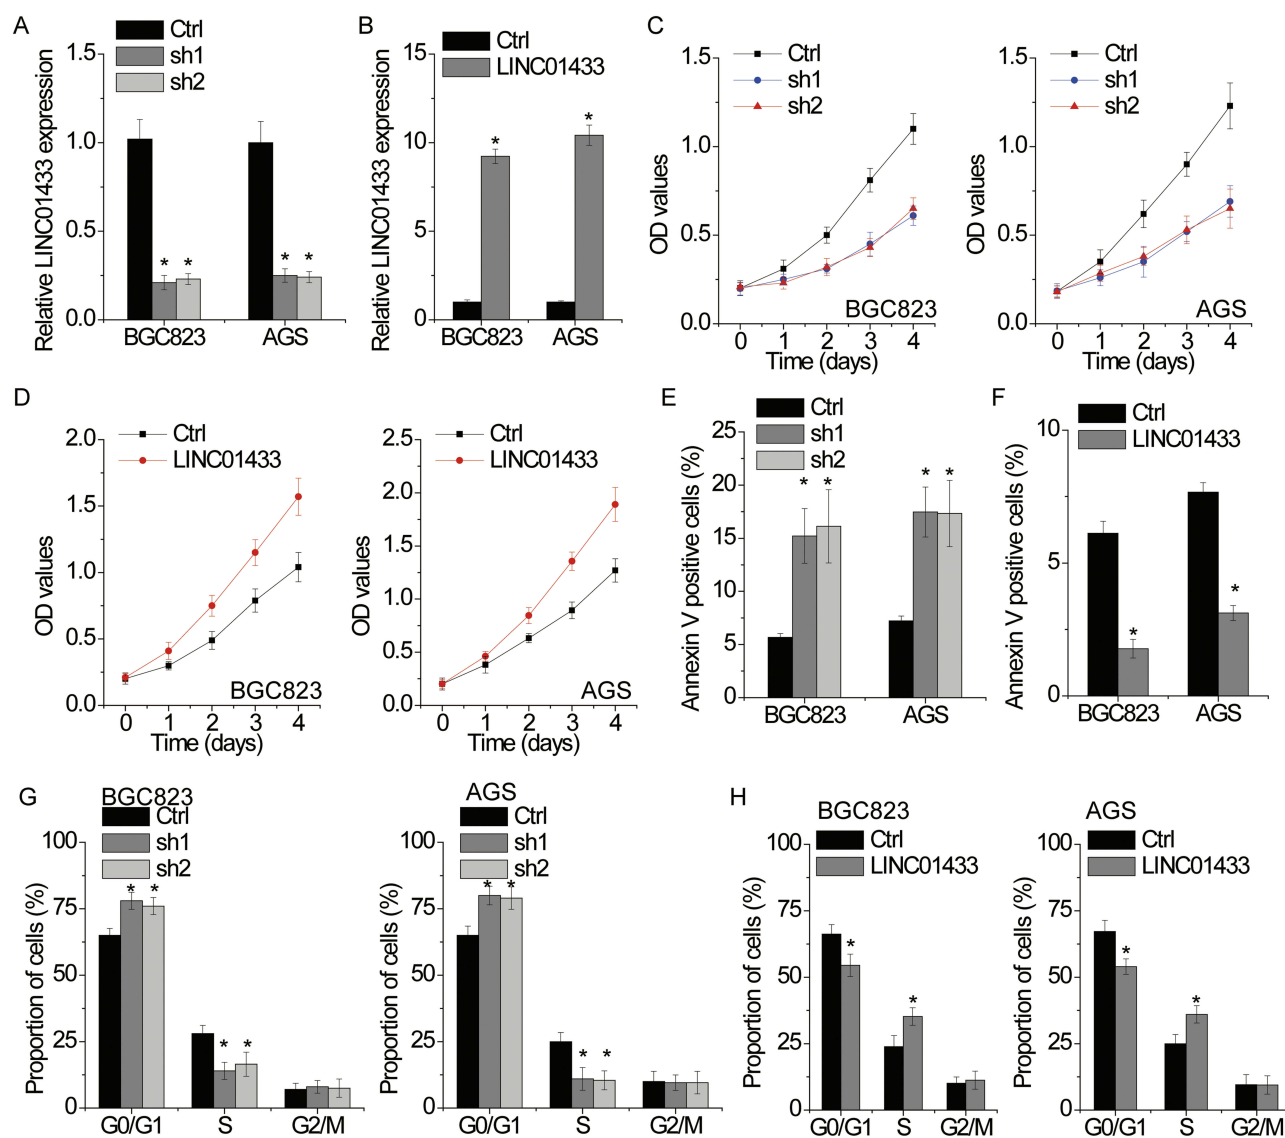 A
Ctrl
sh1
sh2
Relative LINC01433 expression
1.5
1.0
0.5
0.0
* * * *
BGC823 AGS
B
Ctrl
LINC01433
Relative LINC01433 expression
15
10
5
0
* *
BGC823 AGS
C
Ctrl
sh1
sh2
OD values
1.5
1.0
0.5
0.0
BGC823
0 1 2 3 4
Time (days)
Ctrl
sh1
sh2
OD values
1.5
1.0
0.5
0.0
AGS
0 1 2 3 4
Time (days)
D
Ctrl
LINC01433
OD values
2.0
1.5
1.0
0.5
0.0
BGC823
0 1 2 3 4
Time (days)
Ctrl
LINC01433
OD values
2.5
2.0
1.5
1.0
0.5
0.0
AGS
0 1 2 3 4
Time (days)
E
Ctrl
sh1
sh2
Annexin V positive cells (%)
25
20
15
10
5
0
* * * *
BGC823 AGS
F
Ctrl
LINC01433
Annexin V positive cells (%)
10
5
0
* *
BGC823 AGS
G
BGC823
Ctrl
sh1
sh2
Proportion of cells (%)
100
75
50
25
0
* * * *
G0/G1 S G2/M
AGS
Ctrl
sh1
sh2
Proportion of cells (%)
100
75
50
25
0
* * * *
G0/G1 S G2/M
H
BGC823
Ctrl
LINC01433
Proportion of cells (%)
100
75
50
25
0
* *
G0/G1 S G2/M
AGS
Ctrl
LINC01433
Proportion of cells (%)
100
75
50
25
0
* *
G0/G1 S G2/M